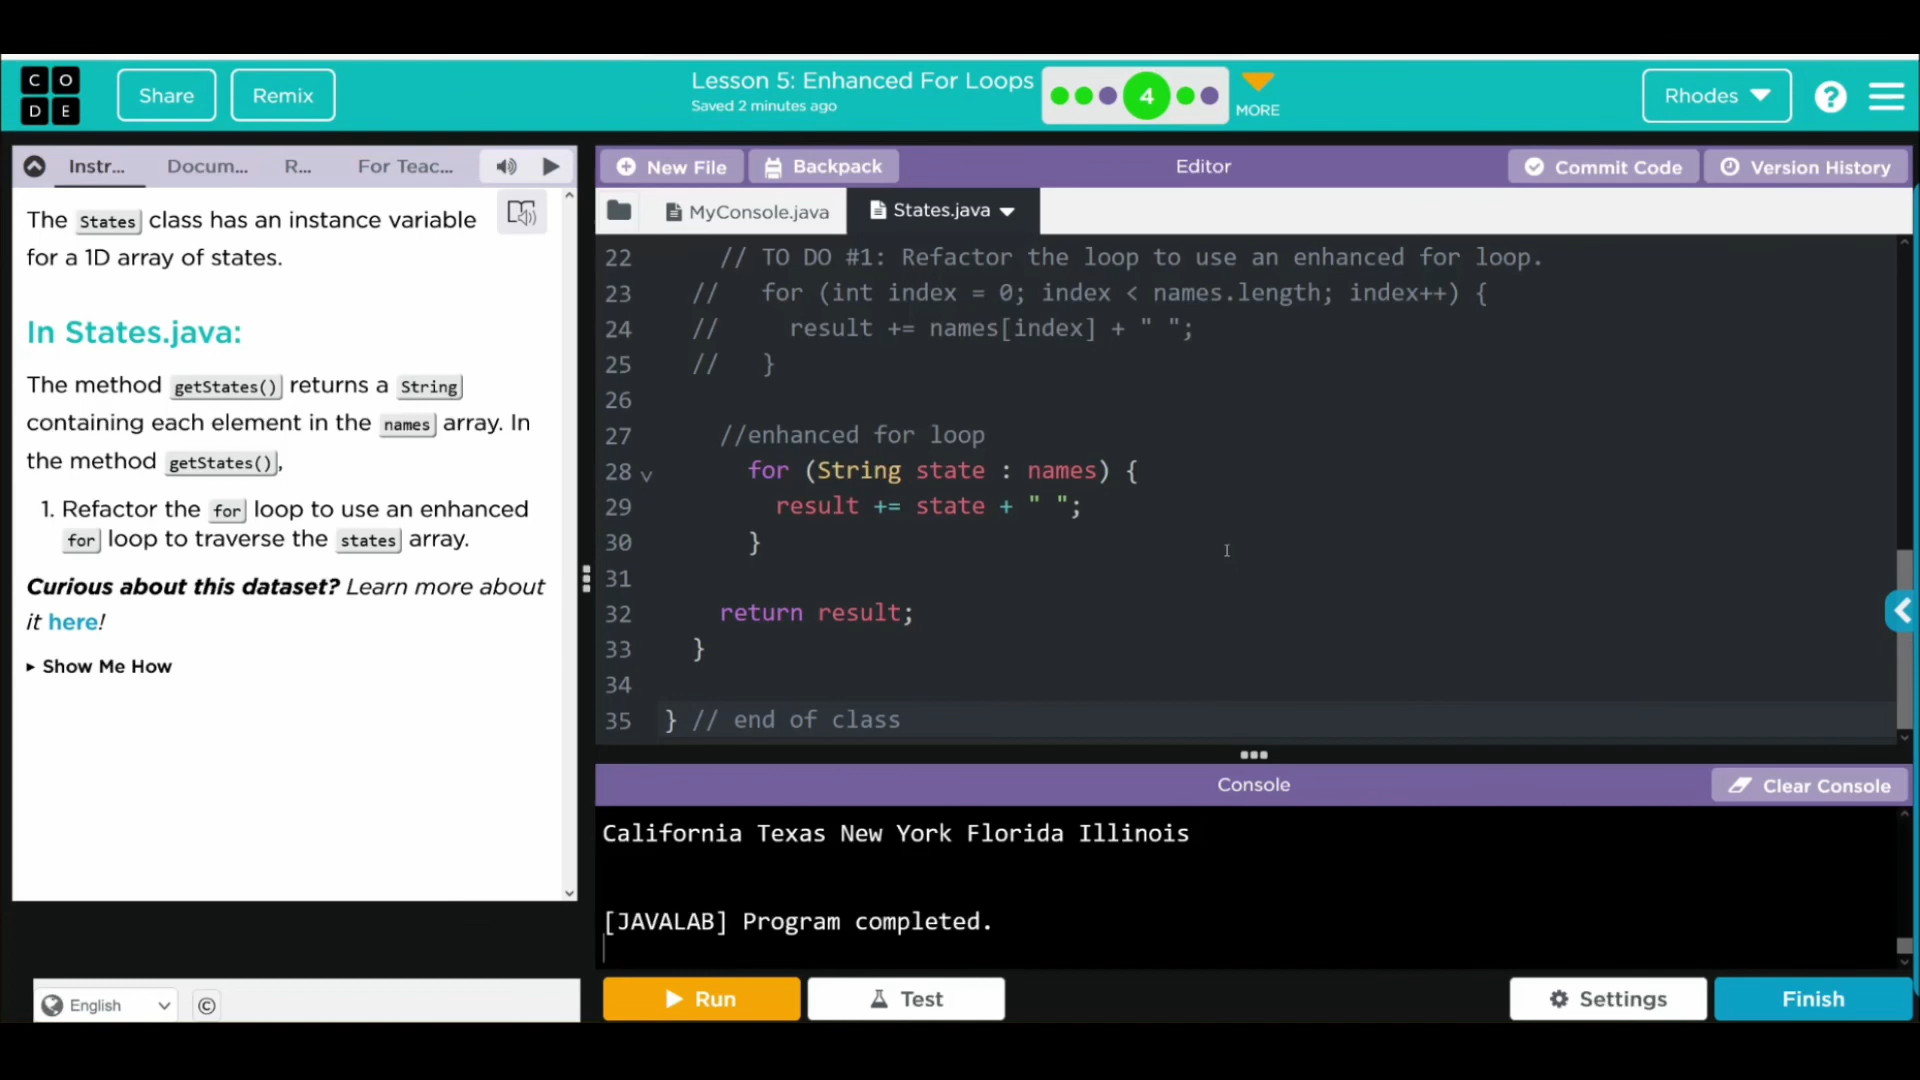 CODE
Share
Remix
Lesson 5: Enhanced For Loops
Saved 2 minutes ago
4
MORE
Rhodes
?
Instr...
Docum...
R...
For Teac...
New File
Backpack
Editor
Commit Code
Version History
MyConsole.java
States.java
The States class has an instance variable
for a 1D array of states.
In States.java:
The method getStates() returns a String
containing each element in the names array. In
the method getStates(),
1. Refactor the for loop to use an enhanced
for loop to traverse the states array.
Curious about this dataset? Learn more about
it here!
Show Me How
22 // TO DO #1: Refactor the loop to use an enhanced for loop.
23 // for (int index = 0; index < names.length; index++) {
24 // result += names[index] + " ";
25 // }
26
27 //enhanced for loop
28 for (String state : names) {
29 result += state + " ";
30 }
31
32 return result;
33 }
34
35 } // end of class
Console
Clear Console
California Texas New York Florida Illinois
[JAVALAB] Program completed.
English
©
Run
Test
Settings
Finish